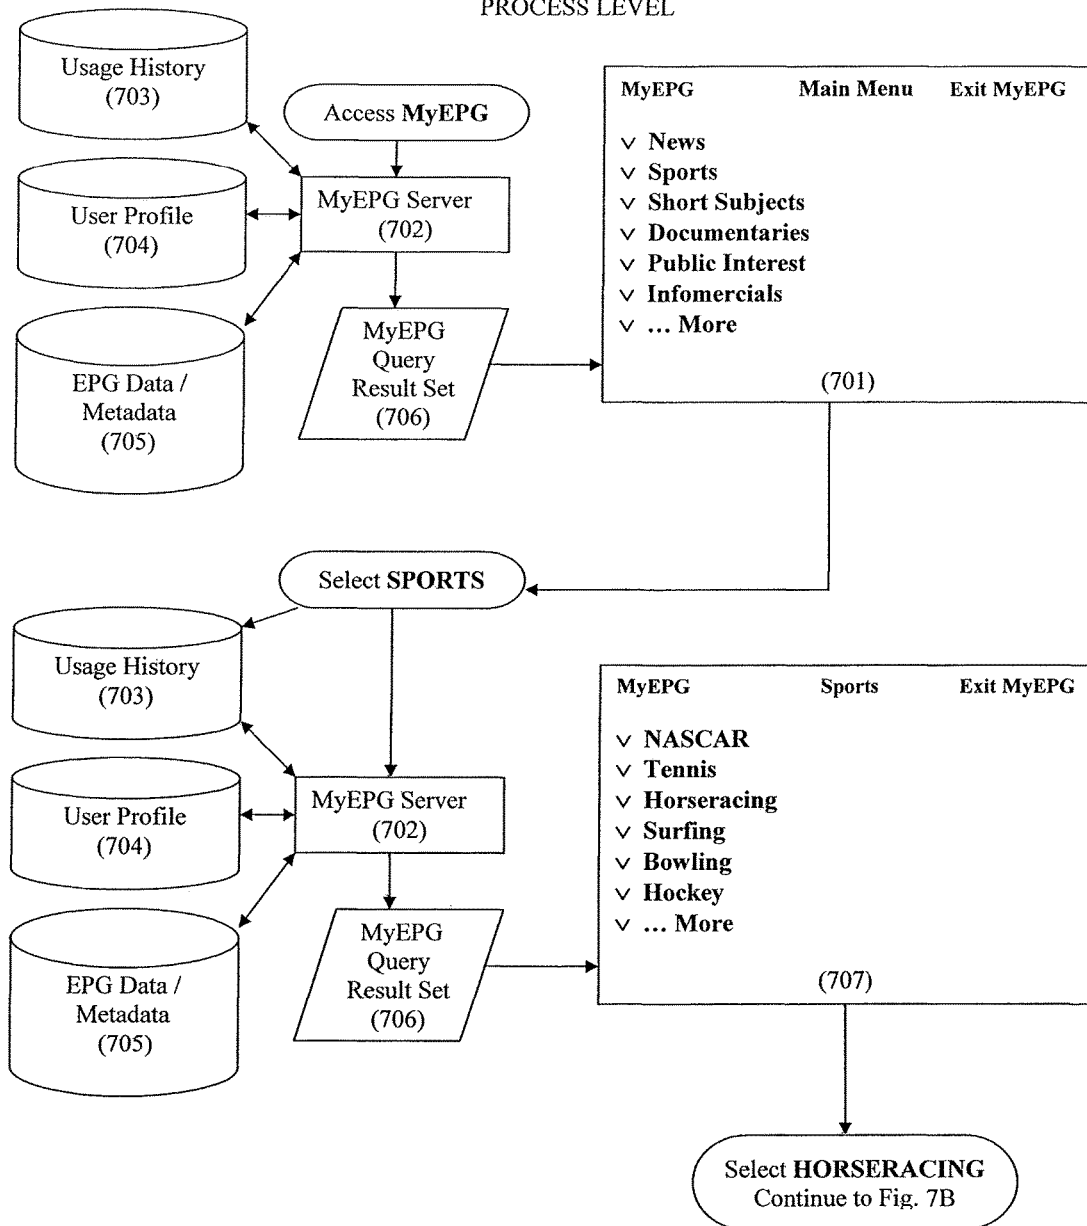 PROCESS LEVEL
Usage History
(703)
Access MyEPG
User Profile
(704)
MyEPG Server
(702)
EPG Data /
Metadata
(705)
MyEPG
Query
Result Set
(706)
MyEPG Main Menu Exit MyEPG
v News
v Sports
v Short Subjects
v Documentaries
v Public Interest
v Infomercials
v ... More
(701)
Select SPORTS
Usage History
(703)
User Profile
(704)
MyEPG Server
(702)
EPG Data /
Metadata
(705)
MyEPG
Query
Result Set
(706)
MyEPG Sports Exit MyEPG
v NASCAR
v Tennis
v Horseracing
v Surfing
v Bowling
v Hockey
v ... More
(707)
Select HORSERACING
Continue to Fig. 7B